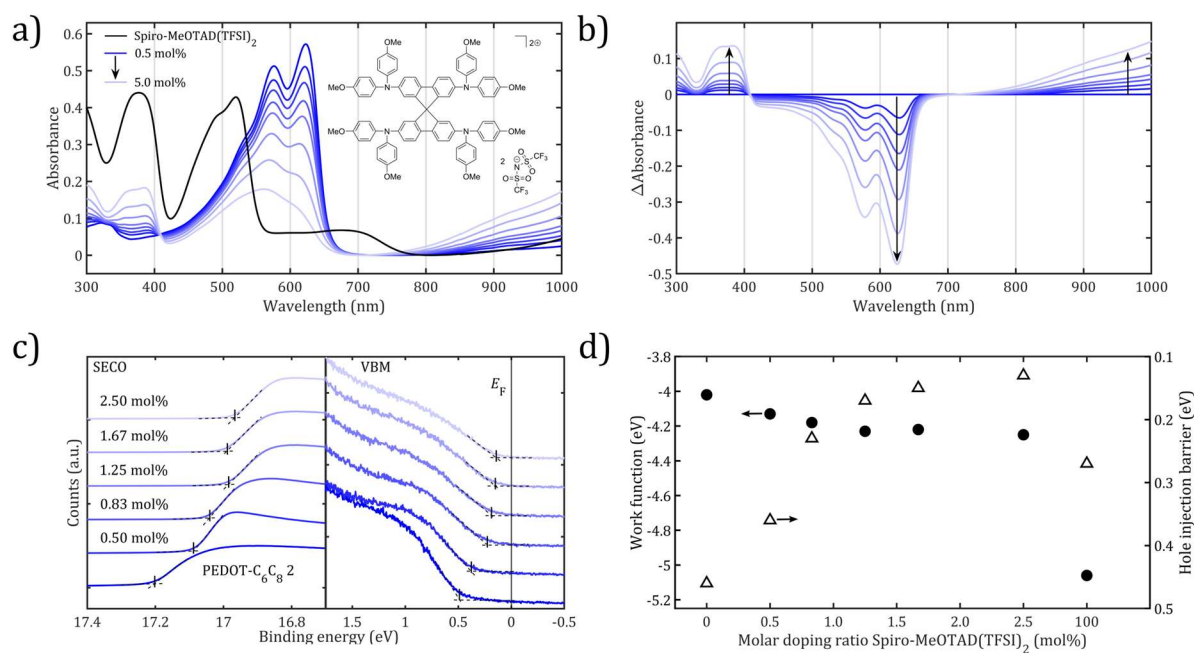 a)
Spiro-MeOTAD(TFSI)2
0.5 mol%
5.0 mol%
0.6
0.5
0.4
0.3
0.2
0.1
0
Absorbance
300 400 500 600 700 800 900 1000
Wavelength (nm)
OMe OMe
2⊕
MeO N N OMe
MeO N N OMe
OMe OMe
2 ⊖ N
O O
S CF3
O=S=O
CF3
b)
0.1
0
-0.1
-0.2
-0.3
-0.4
-0.5
ΔAbsorbance
300 400 500 600 700 800 900 1000
Wavelength (nm)
c)
SECO VBM
EF
2.50 mol%
1.67 mol%
1.25 mol%
0.83 mol%
0.50 mol%
PEDOT-C6C8 2
Counts (a.u.)
17.4 17.2 17 16.8 1.5 1 0.5 0 -0.5
Binding energy (eV)
d)
-3.8
-4
-4.2
-4.4
-4.6
-4.8
-5
-5.2
Work function (eV)
0.1
0.2
0.3
0.4
0.5
Hole injection barrier (eV)
0 0.5 1.0 1.5 2.0 2.5 100
Molar doping ratio Spiro-MeOTAD(TFSI)2 (mol%)